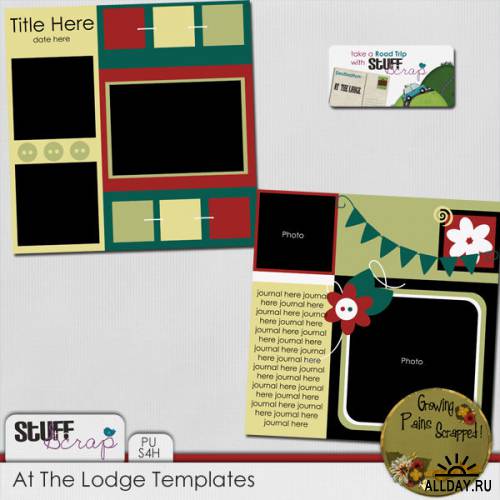 Title Here
date here
take a Road Trip
with STUFF
Scrap
Destination:
AT THE LODGE
Photo
journal here journal
here journal here
journal here journal
here journal here
journal here journal
here journal here
journal here journal
here journal here
journal here journal
here journal here
journal here journal
here journal here
journal here journal
here journal here
Photo
Growing
Pains Scrapped!
STUFF
Scrap
PU
S4H
At The Lodge Templates
ALLDAY.RU